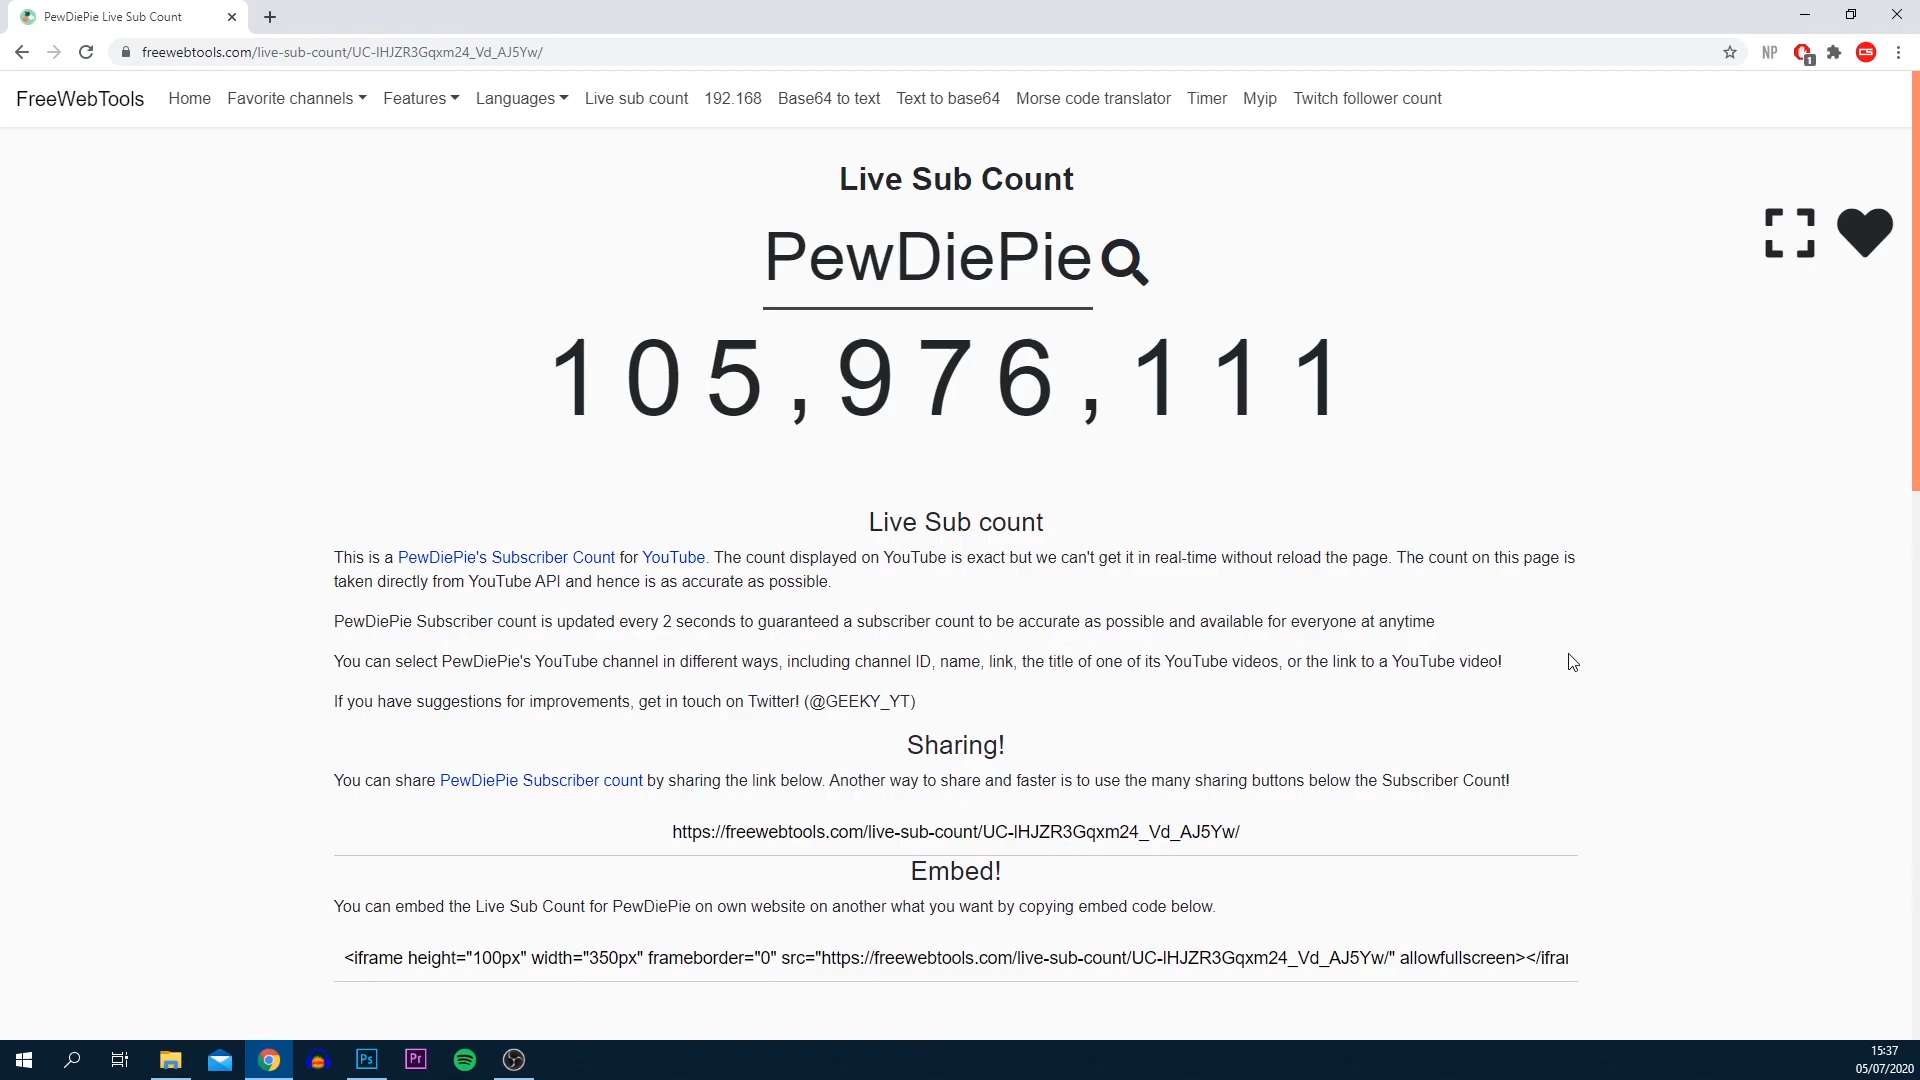 PewDiePie Live Sub Count
freewebtools.com/live-sub-count/UC-lHJZR3Gqxm24_Vd_AJ5Yw/
NP
1
CS
FreeWebTools Home Favorite channels Features Languages Live sub count 192.168 Base64 to text Text to base64 Morse code translator Timer Myip Twitch follower count
Live Sub Count
PewDiePie
105,976,111
Live Sub count
This is a PewDiePie's Subscriber Count for YouTube. The count displayed on YouTube is exact but we can't get it in real-time without reload the page. The count on this page is
taken directly from YouTube API and hence is as accurate as possible.
PewDiePie Subscriber count is updated every 2 seconds to guaranteed a subscriber count to be accurate as possible and available for everyone at anytime
You can select PewDiePie's YouTube channel in different ways, including channel ID, name, link, the title of one of its YouTube videos, or the link to a YouTube video!
If you have suggestions for improvements, get in touch on Twitter! (@GEEKY_YT)
Sharing!
You can share PewDiePie Subscriber count by sharing the link below. Another way to share and faster is to use the many sharing buttons below the Subscriber Count!
https://freewebtools.com/live-sub-count/UC-lHJZR3Gqxm24_Vd_AJ5Yw/
Embed!
You can embed the Live Sub Count for PewDiePie on own website on another what you want by copying embed code below.
<iframe height="100px" width="350px" frameborder="0" src="https://freewebtools.com/live-sub-count/UC-lHJZR3Gqxm24_Vd_AJ5Yw/" allowfullscreen></ifrar
Ps
Pr
15:37
05/07/2020